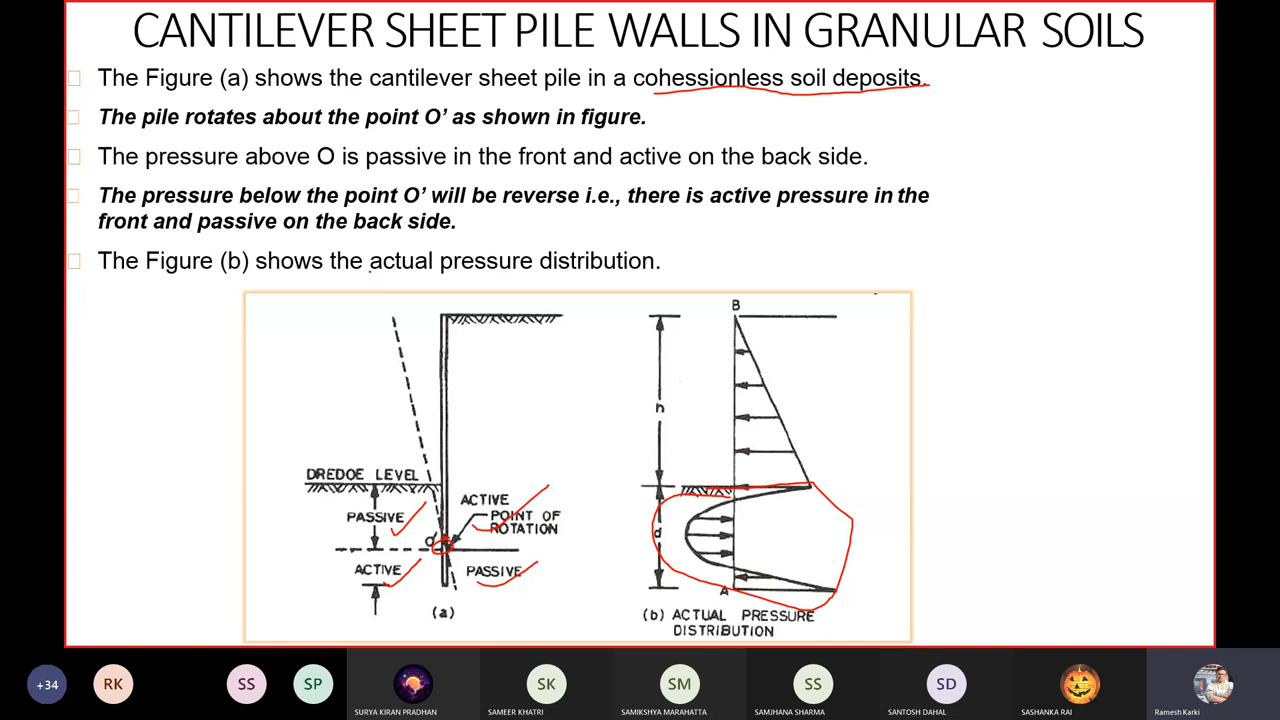 CANTILEVER SHEET PILE WALLS IN GRANULAR SOILS
The Figure (a) shows the cantilever sheet pile in a cohessionless soil deposits.
The pile rotates about the point O’ as shown in figure.
The pressure above O is passive in the front and active on the back side.
The pressure below the point O’ will be reverse i.e., there is active pressure in the
front and passive on the back side.
The Figure (b) shows the actual pressure distribution.
B
h
DREDGE LEVEL
ACTIVE
PASSIVE
POINT OF
ROTATION
O'
d
ACTIVE
PASSIVE
A
(a)
(b) ACTUAL PRESSURE
DISTRIBUTION
+34
RK
SS
SP
SK
SM
SS
SD
SURYA KIRAN PRADHAN
SAMEER KHATRI
SAMIKSHYA MARAHATTA
SAMJHANA SHARMA
SANTOSH DAHAL
SASHANKA RAI
Ramesh Karki